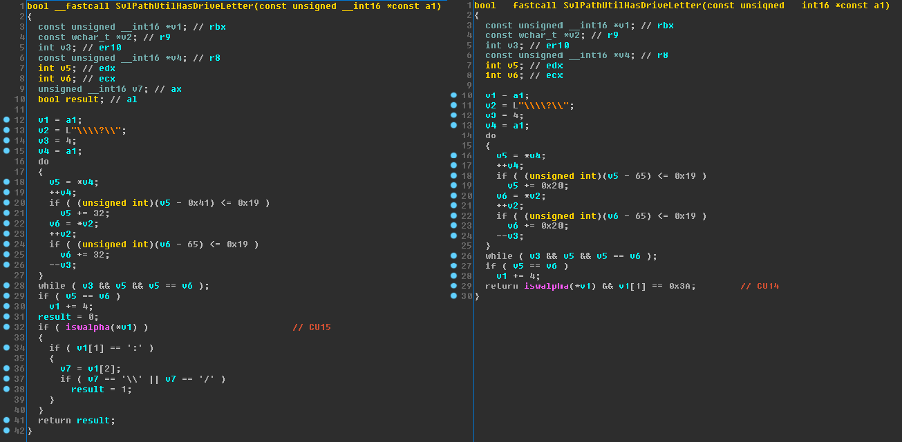 1 bool __fastcall SvlPathUtilHasDriveLetter(const unsigned __int16 *const a1)
2 {
3 const unsigned __int16 *v1; // rbx
4 const wchar_t *v2; // r9
5 int v3; // er10
6 const unsigned __int16 *v4; // r8
7 int v5; // edx
8 int v6; // ecx
9 unsigned __int16 v7; // ax
10 bool result; // al
11
12 v1 = a1;
13 v2 = L"\\\\?\\";
14 v3 = 4;
15 v4 = a1;
16 do
17 {
18 v5 = *v4;
19 ++v4;
20 if ( (unsigned int)(v5 - 0x41) <= 0x19 )
21 v5 += 32;
22 v6 = *v2;
23 ++v2;
24 if ( (unsigned int)(v6 - 65) <= 0x19 )
25 v6 += 32;
26 --v3;
27 }
28 while ( v3 && v5 && v5 == v6 );
29 if ( v5 == v6 )
30 v1 += 4;
31 result = 0;
32 if ( iswalpha(*v1) ) // CU15
33 {
34 if ( v1[1] == ':' )
35 {
36 v7 = v1[2];
37 if ( v7 == '\\' || v7 == '/' )
38 result = 1;
39 }
40 }
41 return result;
42 }
1 bool __fastcall SvlPathUtilHasDriveLetter(const unsigned __int16 *const a1)
2 {
3 const unsigned __int16 *v1; // rbx
4 const wchar_t *v2; // r9
5 int v3; // er10
6 const unsigned __int16 *v4; // r8
7 int v5; // edx
8 int v6; // ecx
9
10 v1 = a1;
11 v2 = L"\\\\?\\";
12 v3 = 4;
13 v4 = a1;
14 do
15 {
16 v5 = *v4;
17 ++v4;
18 if ( (unsigned int)(v5 - 65) <= 0x19 )
19 v5 += 0x20;
20 v6 = *v2;
21 ++v2;
22 if ( (unsigned int)(v6 - 65) <= 0x19 )
23 v6 += 0x20;
24 --v3;
25 }
26 while ( v3 && v5 && v5 == v6 );
27 if ( v5 == v6 )
28 v1 += 4;
29 return iswalpha(*v1) && v1[1] == 0x3A; // CU14
30 }